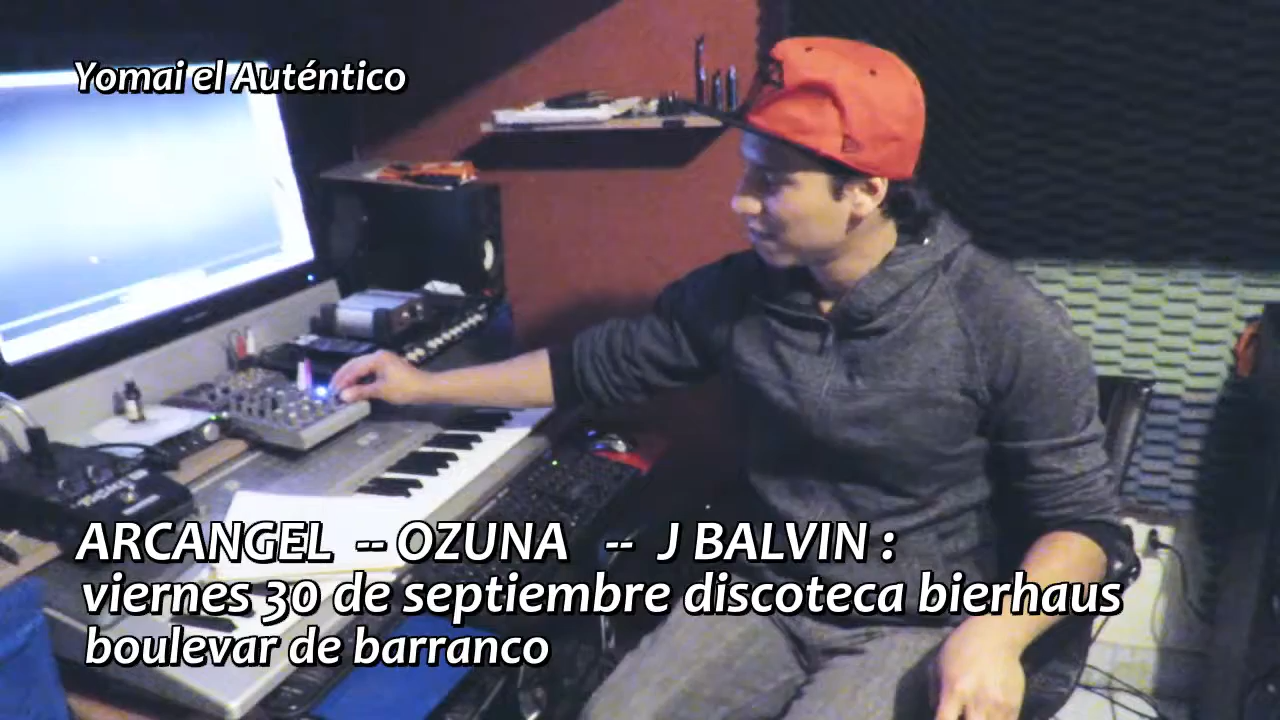 Yomai el Auténtico
ARCANGEL -- OZUNA -- J BALVIN :
viernes 30 de septiembre discoteca bierhaus
boulevar de barranco